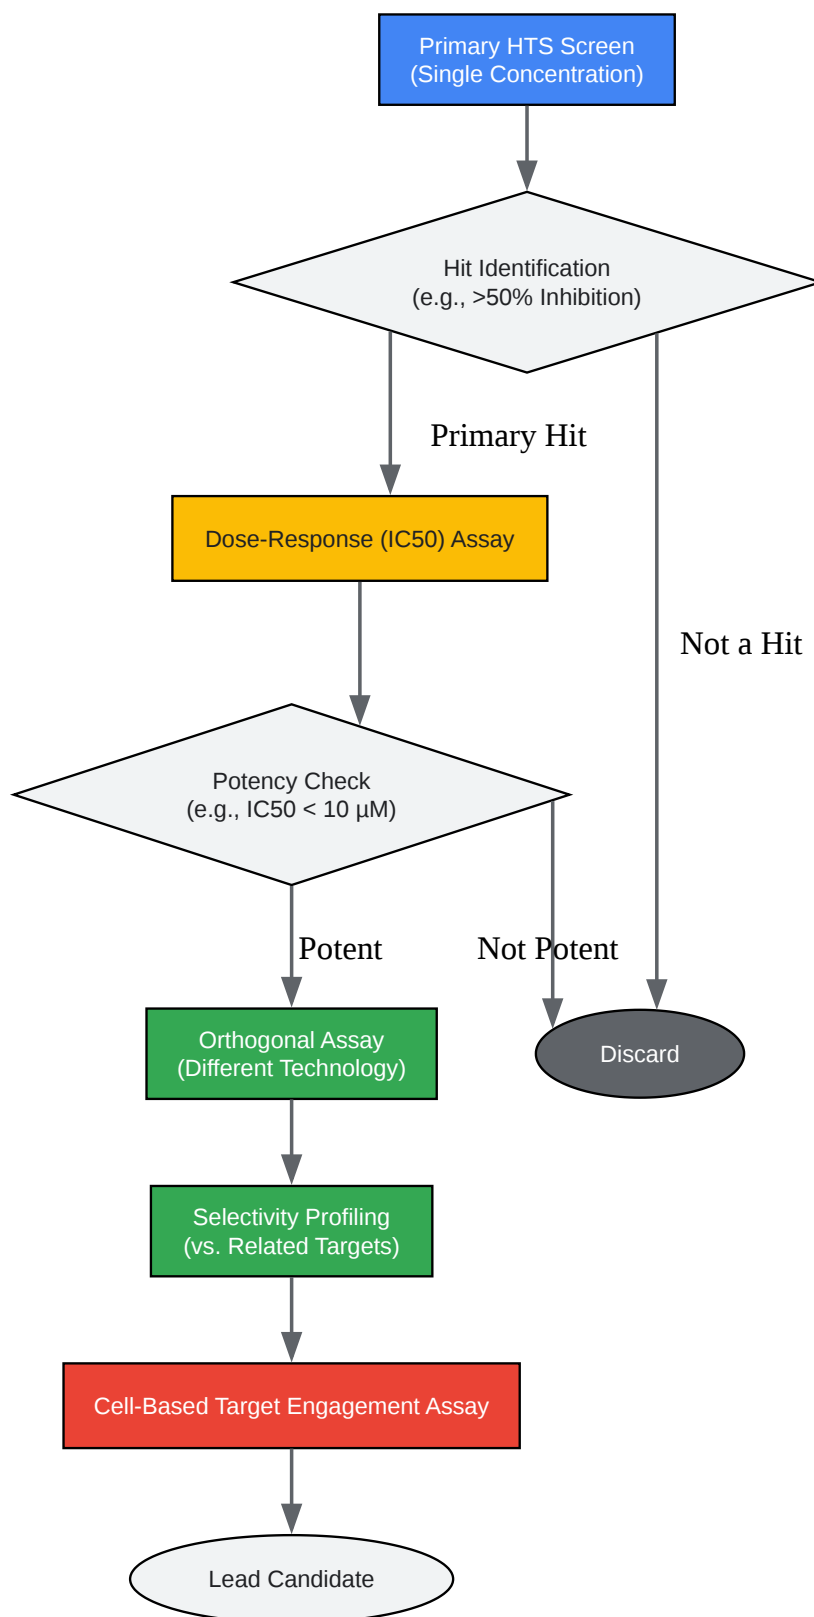 Primary HTS Screen
(Single Concentration)
Hit Identification
(e.g., >50% Inhibition)
Primary Hit
Dose-Response (IC50) Assay
Not a Hit
Potency Check
(e.g., IC50 < 10 µM)
Potent
Not Potent
Orthogonal Assay
(Different Technology)
Discard
Selectivity Profiling
(vs. Related Targets)
Cell-Based Target Engagement Assay
Lead Candidate